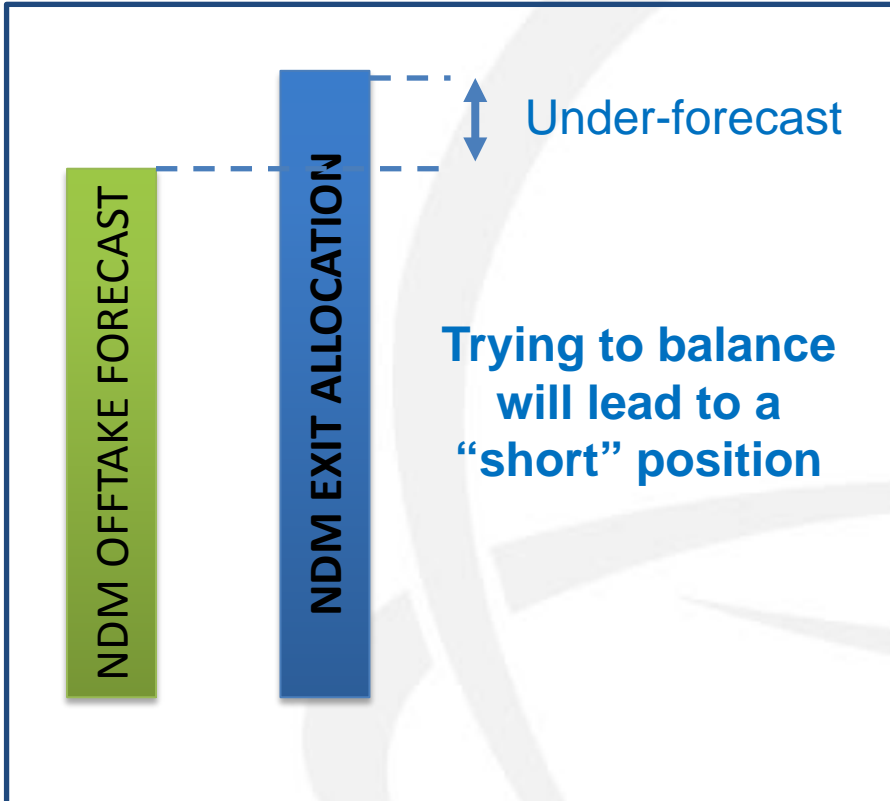 Under-forecast
NDM OFFTAKE FORECAST
NDM EXIT ALLOCATION
Trying to balance
will lead to a
“short” position